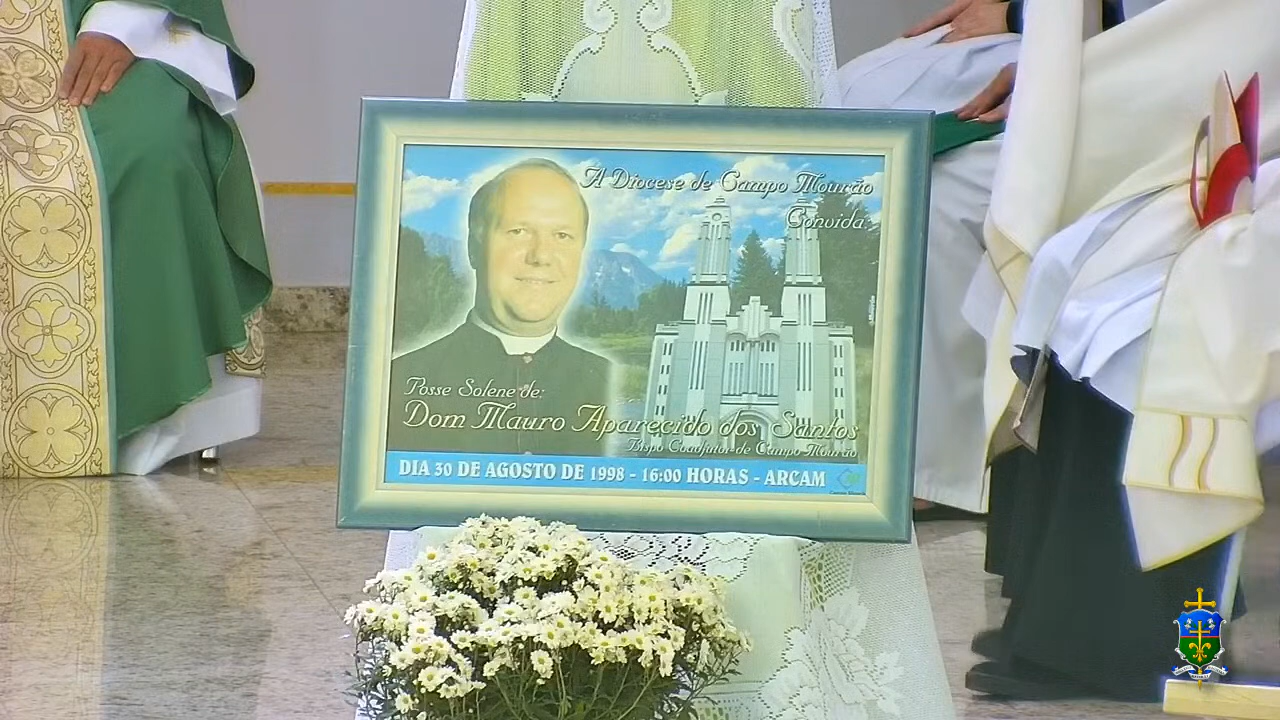 A Diocese de Campo Mourão
Convida:
Posse Solene de:
Dom Mauro Aparecido dos Santos
Bispo Coadjutor de Campo Mourão
DIA 30 DE AGOSTO DE 1998 - 16:00 HORAS - ARCAM